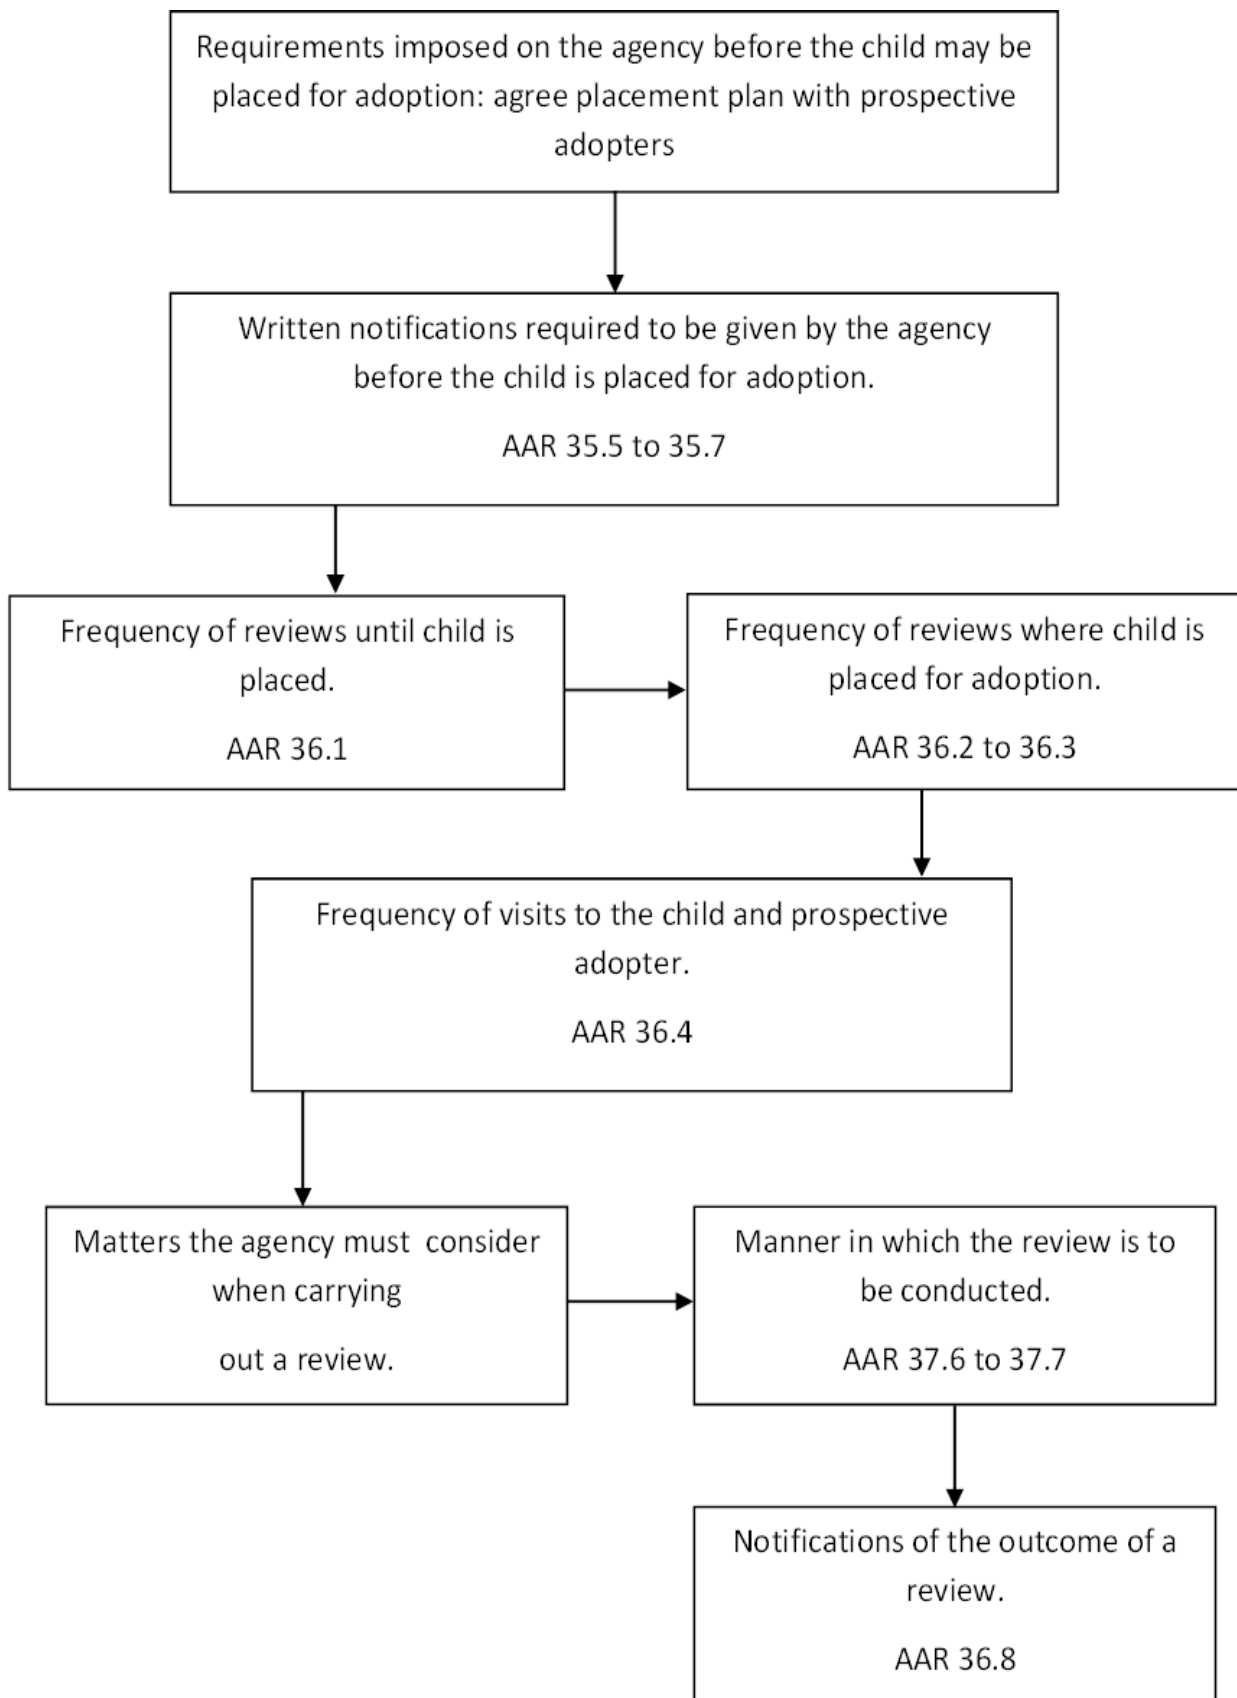 Requirements imposed on the agency before the child may be
placed for adoption: agree placement plan with prospective
adopters
Written notifications required to be given by the agency
before the child is placed for adoption.
AAR 35.5 to 35.7
Frequency of reviews until child is
placed.
AAR 36.1
Frequency of reviews where child is
placed for adoption.
AAR 36.2 to 36.3
Frequency of visits to the child and prospective
adopter.
AAR 36.4
Matters the agency must  consider
when carrying
out a review.
Manner in which the review is to
be conducted.
AAR 37.6 to 37.7
Notifications of the outcome of a
review.
AAR 36.8